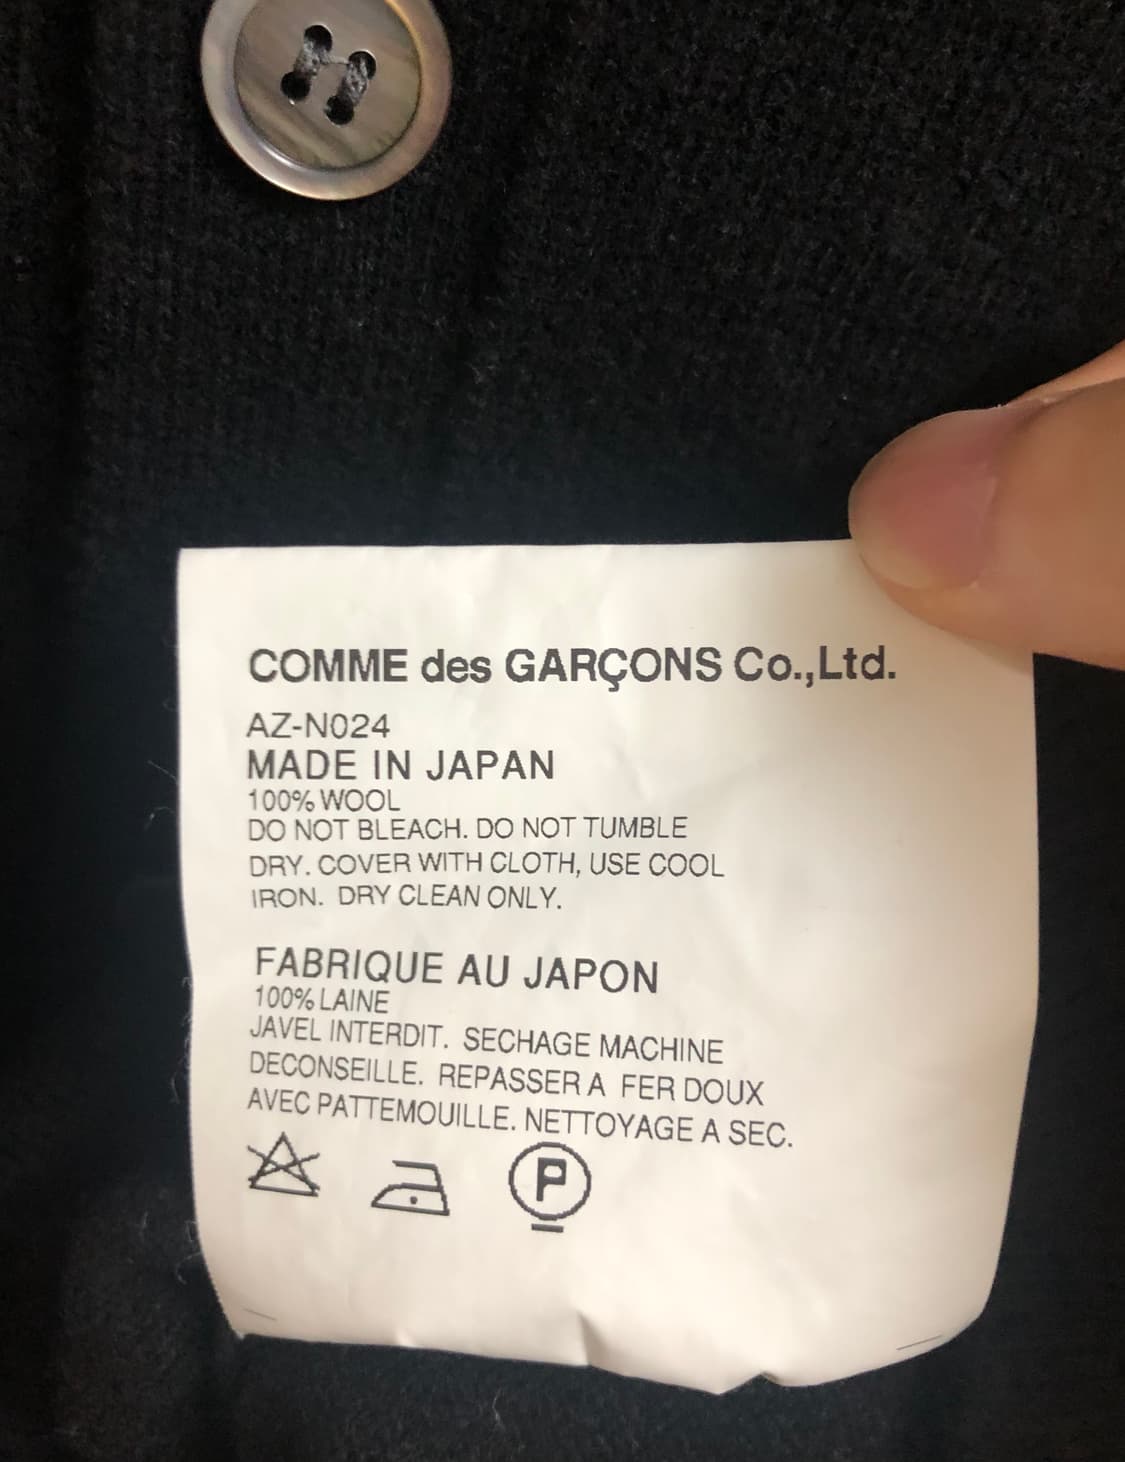 COMME des GARÇONS Co.,Ltd.
AZ-N024
MADE IN JAPAN
100% WOOL
DO NOT BLEACH. DO NOT TUMBLE
DRY. COVER WITH CLOTH, USE COOL
IRON. DRY CLEAN ONLY.
FABRIQUE AU JAPON
100% LAINE
JAVEL INTERDIT. SECHAGE MACHINE
DECONSEILLE. REPASSER A FER DOUX
AVEC PATTEMOUILLE. NETTOYAGE A SEC.
P